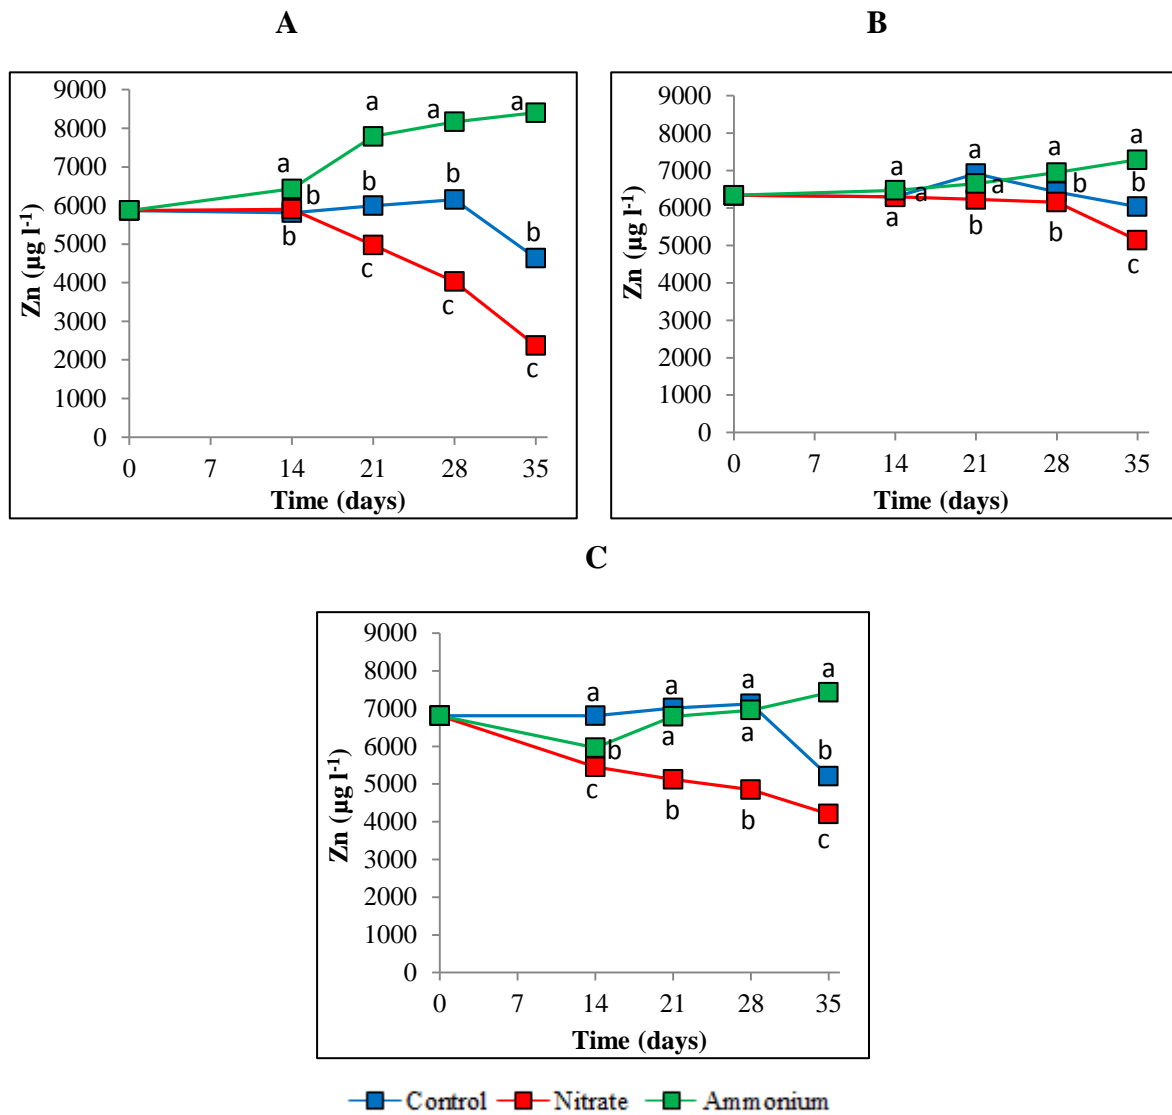 A
B
9000
8000
7000
6000
5000
4000
3000
2000
1000
0
Zn (µg l-1)
a
a
a
a
b
b
b
b
b
c
c
c
0 7 14 21 28 35
Time (days)
9000
8000
7000
6000
5000
4000
3000
2000
1000
0
Zn (µg l-1)
a
a
a
a
a
a
b
b
a
b
b
c
0 7 14 21 28 35
Time (days)
C
9000
8000
7000
6000
5000
4000
3000
2000
1000
0
Zn (µg l-1)
a
a
a
a
b
a
a
b
c
b
b
c
0 7 14 21 28 35
Time (days)
Control Nitrate Ammonium